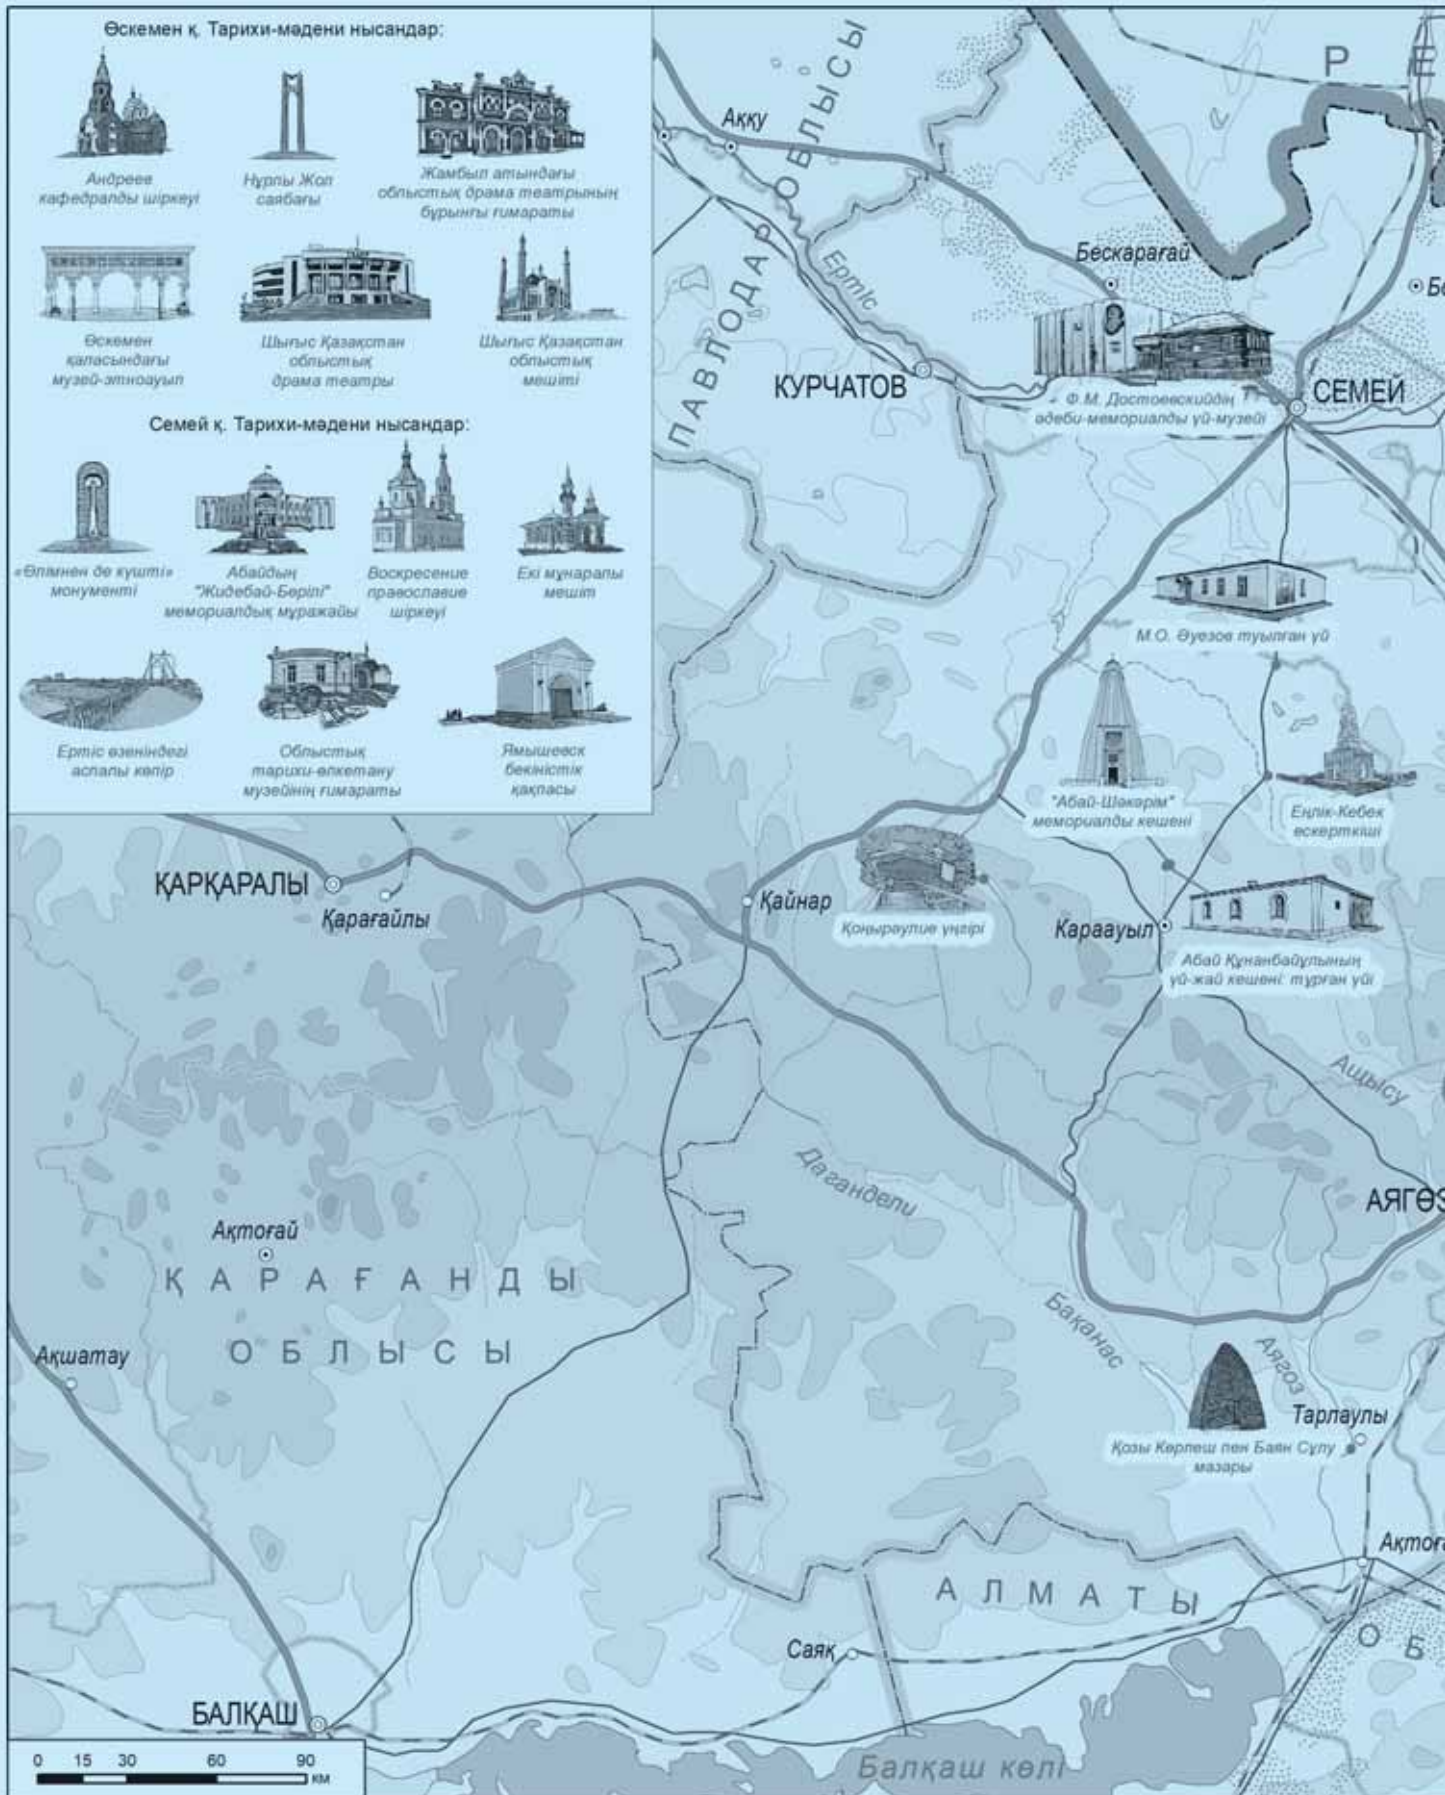 Өскемен қ. Тарихи-мәдени нысандар:
Андреев
кафедралды шіркеуі
Нұрлы Жол
саябағы
Жамбыл атындағы
облыстық драма театрының
бұрынғы ғимараты
Өскемен
қаласындағы
музей-этноауыл
Шығыс Қазақстан
облыстық
драма театры
Шығыс Қазақстан
облыстық
мешіті
Семей қ. Тарихи-мәдени нысандар:
«Өлімнен де күшті»
монументі
Абайдың
"Жидебай-Бөрілі"
мемориалдық мұражайы
Воскресение
православие
шіркеуі
Екі мұнаралы
мешіт
Ертіс өзеніндегі
аспалы көпір
Облыстық
тарихи-өлкетану
музейінің ғимараты
Ямышевск
бекіністік
қақпасы
Р Е
ПАВЛОДАР ОБЛЫСЫ
Аққу
Ертіс
Бескарағай
Бо
КУРЧАТОВ
Ф.М. Достоевскийдің
әдеби-мемориалды үй-музейі
СЕМЕЙ
М.О. Әуезов туылған үй
"Абай-Шәкәрім"
мемориалды кешені
Еңлік-Кебек
ескерткіші
ҚАРҚАРАЛЫ
Қарағайлы
Қайнар
Қоңыраулие үңгірі
Караауыл
Абай Құнанбайұлының
үй-жай кешені: тұрған үйі
Ащысу
Дагандели
АЯГӨЗ
Ақтоғай
ҚАРАҒАНДЫ
ОБЛЫСЫ
Бақанас
Аягоз
Ақшатау
Тарлаулы
Қозы Көрпеш пен Баян Сұлу
мазары
Ақтоға
АЛМАТЫ
ОБ
Саяқ
БАЛҚАШ
Балқаш көлі
0 15 30 60 90
км